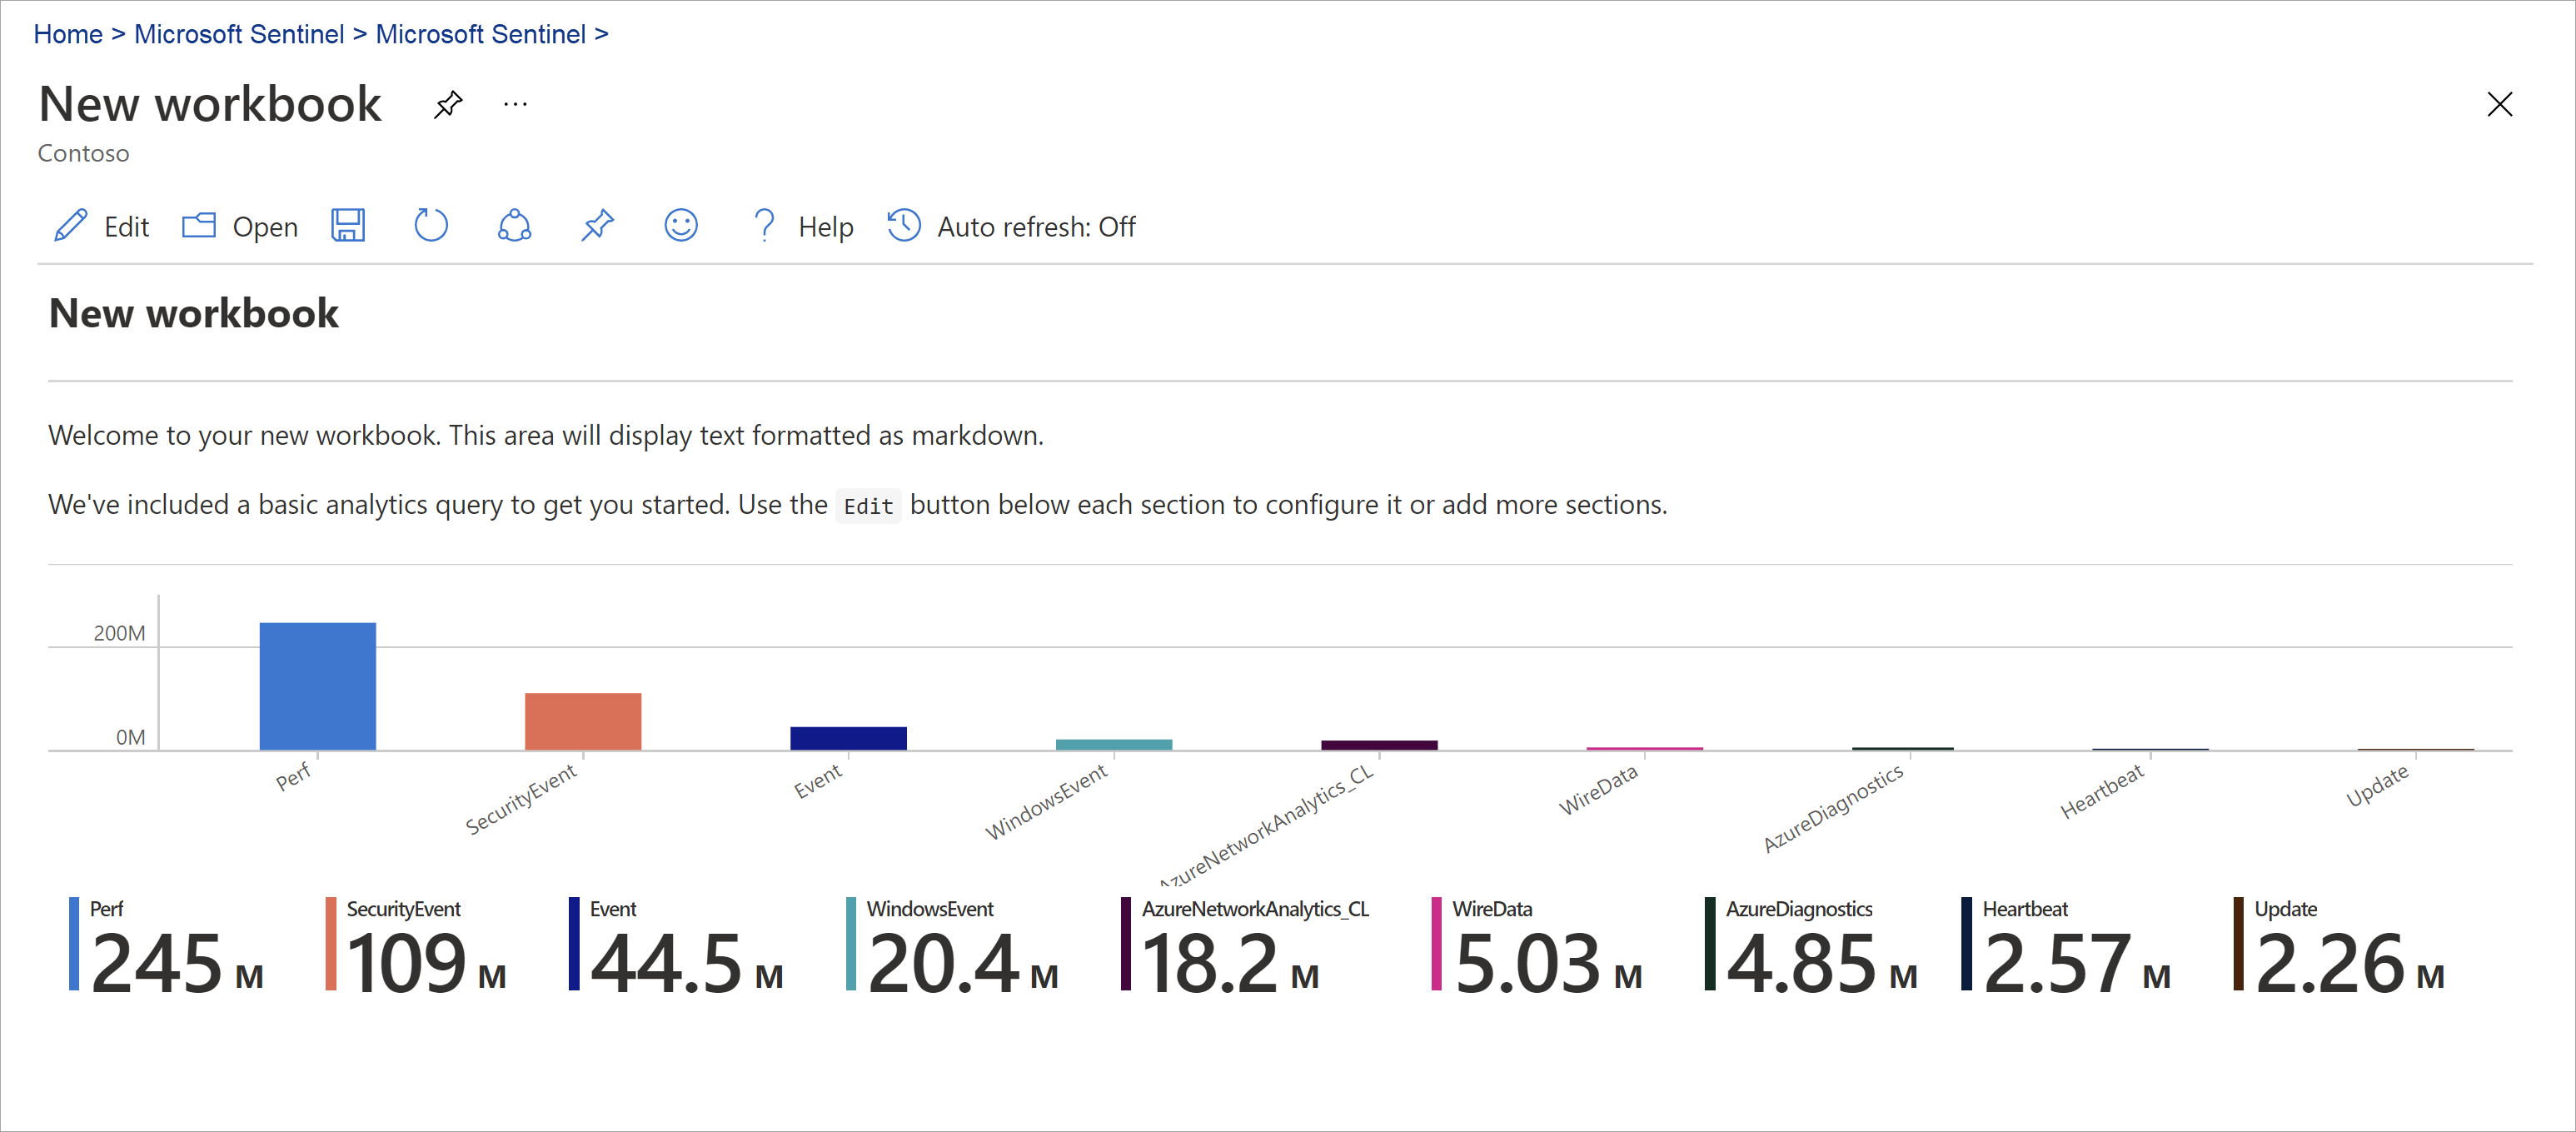 Home > Microsoft Sentinel > Microsoft Sentinel >
New workbook ...
Contoso
Edit Open Help Auto refresh: Off
New workbook
Welcome to your new workbook. This area will display text formatted as markdown.
We've included a basic analytics query to get you started. Use the Edit button below each section to configure it or add more sections.
200M
0M
Perf
SecurityEvent
Event
WindowsEvent
AzureNetworkAnalytics_CL
WireData
AzureDiagnostics
Heartbeat
Update
Perf SecurityEvent Event WindowsEvent AzureNetworkAnalytics_CL WireData AzureDiagnostics Heartbeat Update
245 M 109 M 44.5 M 20.4 M 18.2 M 5.03 M 4.85 M 2.57 M 2.26 M